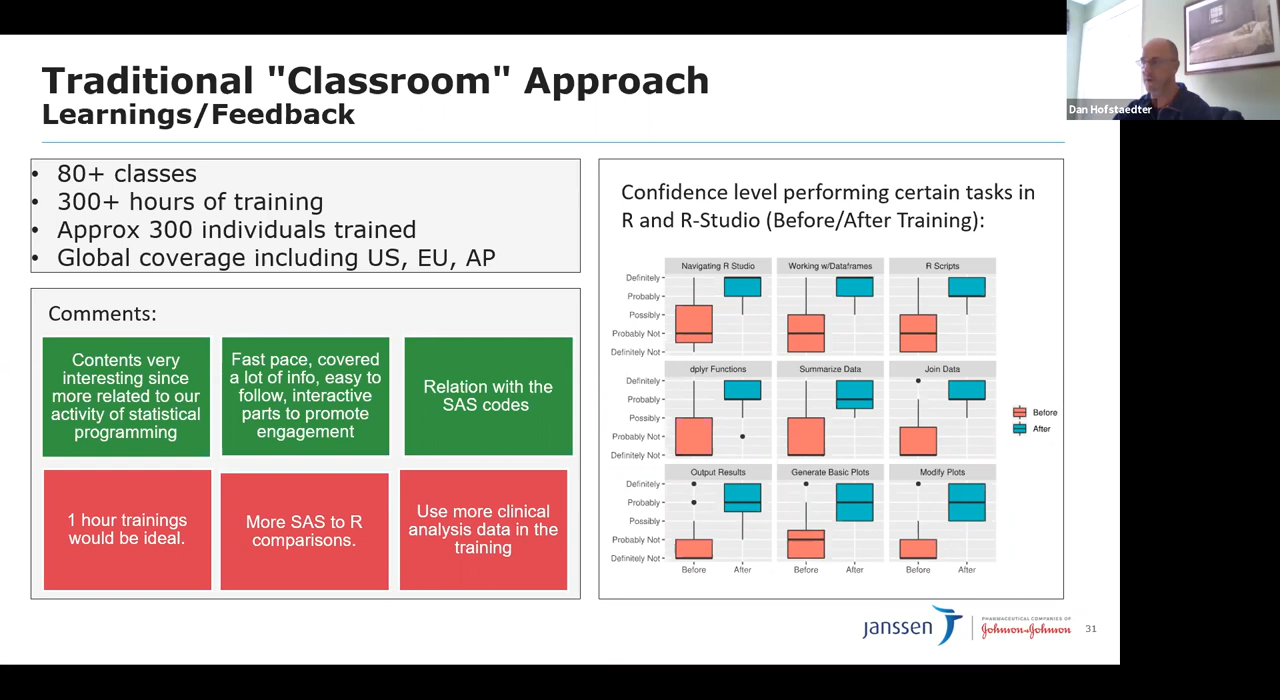 Traditional "Classroom" Approach
Learnings/Feedback
Dan Hofstaedter
• 80+ classes
• 300+ hours of training
• Approx 300 individuals trained
• Global coverage including US, EU, AP
Comments:
Contents very
interesting since
more related to our
activity of statistical
programming
Fast pace, covered
a lot of info, easy to
follow, interactive
parts to promote
engagement
Relation with the
SAS codes
1 hour trainings
would be ideal.
More SAS to R
comparisons.
Use more clinical
analysis data in the
training
Confidence level performing certain tasks in
R and R-Studio (Before/After Training):
Navigating R Studio
Working w/Dataframes
R Scripts
Definitely
Probably
Possibly
Probably Not
Definitely Not
dplyr Functions
Summarize Data
Join Data
Definitely
Probably
Possibly
Probably Not
Definitely Not
Output Results
Generate Basic Plots
Modify Plots
Definitely
Probably
Possibly
Probably Not
Definitely Not
Before
After
Before
After
Before
After
Before
After
janssen
PHARMACEUTICAL COMPANIES OF
Johnson & Johnson
31